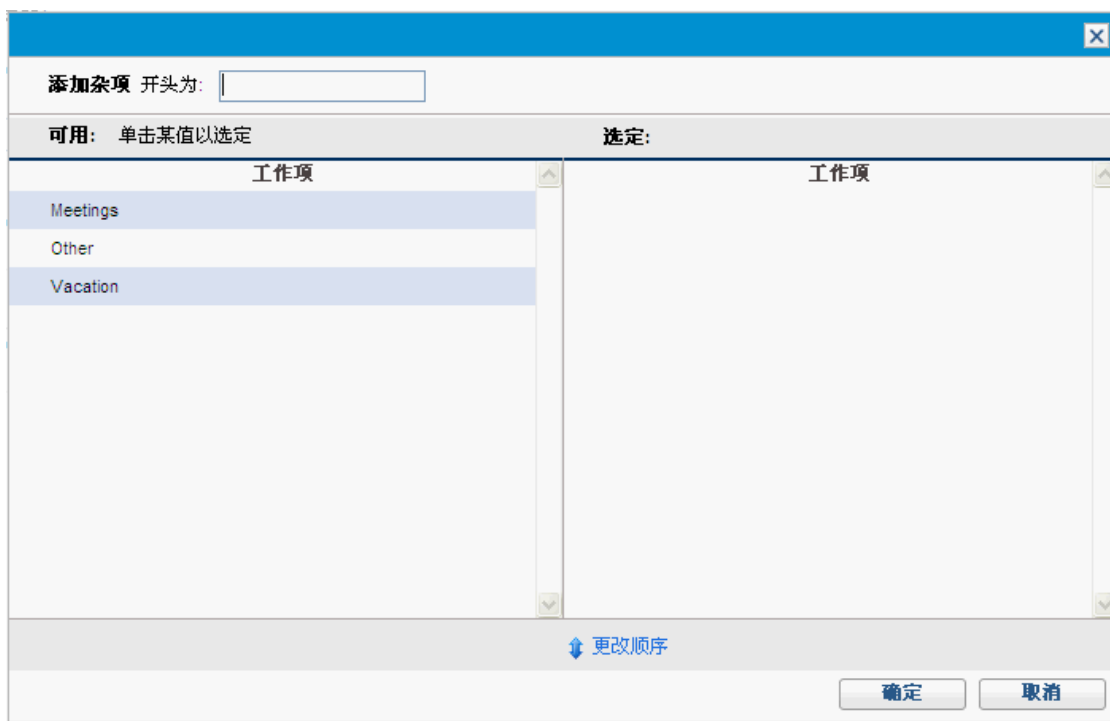 添加杂项 开头为:
可用: 单击某值以选定 选定:
工作项 工作项
Meetings
Other
Vacation
更改顺序
确定 取消